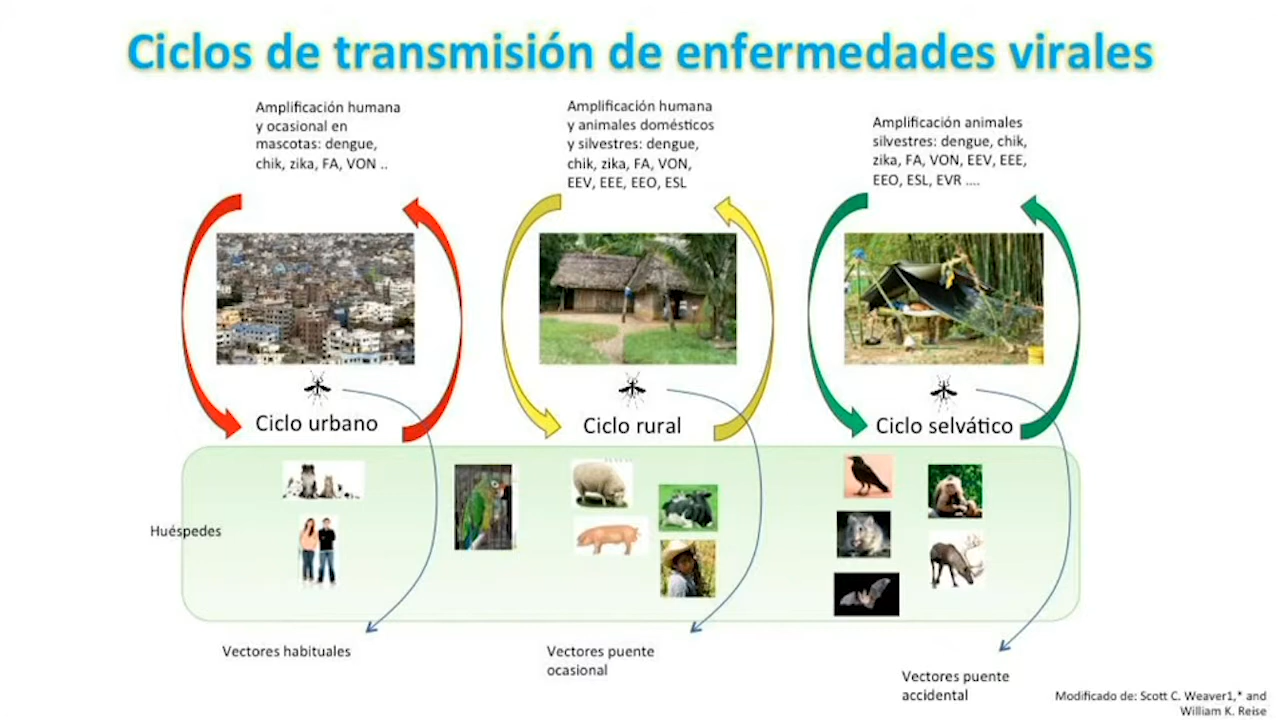 Ciclos de transmisión de enfermedades virales
Amplificación humana
y ocasional en
mascotas: dengue,
chik, zika, FA, VON ..
Amplificación humana
y animales domésticos
y silvestres: dengue,
chik, zika, FA, VON,
EEV, EEE, EEO, ESL
Amplificación animales
silvestres: dengue, chik,
zika, FA, VON, EEV, EEE,
EEO, ESL, EVR ....
Ciclo urbano
Ciclo rural
Ciclo selvático
Huéspedes
Vectores habituales
Vectores puente
ocasional
Vectores puente
accidental
Modificado de: Scott C. Weaver1,* and
William K. Reise